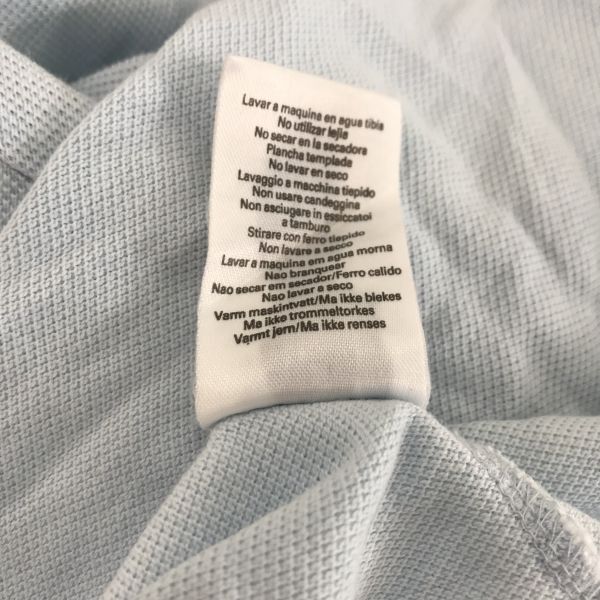 Lavar a maquina en agua tibia
No utilizar lejia
No secar en la secadora
Plancha templada
No lavar en seco
Lavaggio a macchina tiepido
Non usare candeggina
Non asciugare in essiccatoi
a tamburo
Stirare con ferro tiepido
Non lavare a secco
Lavar a maquina em agua morna
Nao branquear
Nao secar em secador/Ferro calido
Nao lavar a seco
Varm maskintvatt/Ma ikke blekes
Ma ikke trommeltorkes
Varmt jern/Ma ikke renses